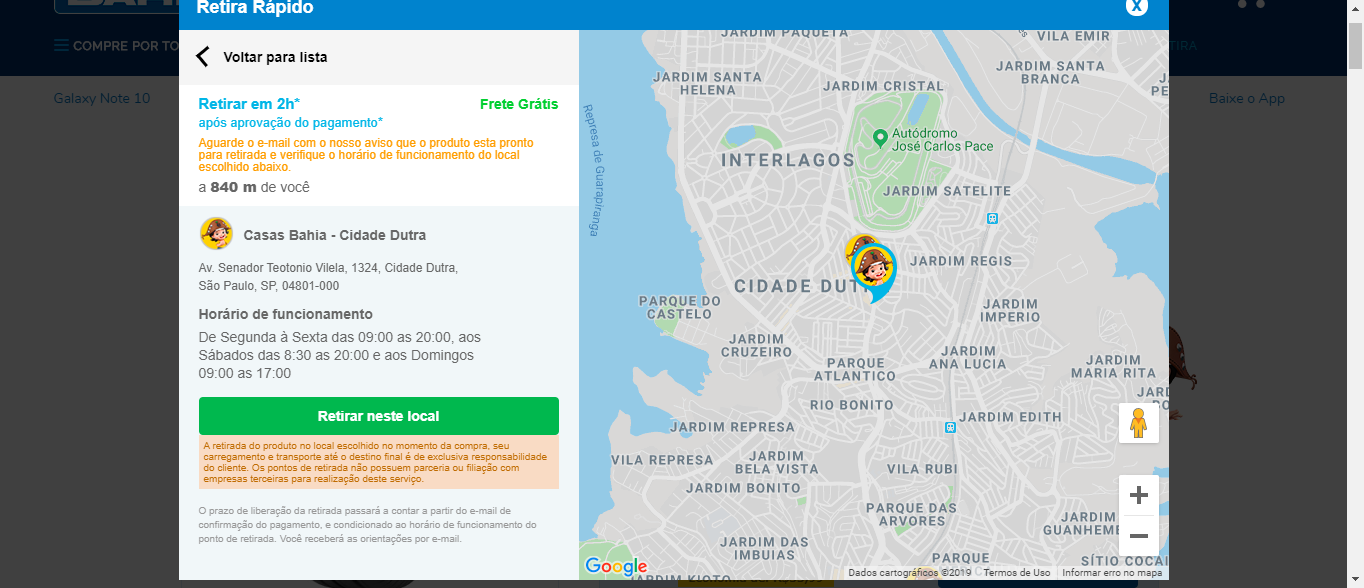 Retira Rápido
X
COMPRE POR TO
TIRA
Galaxy Note 10
Baixe o App
Voltar para lista
Retirar em 2h*
Frete Grátis
após aprovação do pagamento*
Aguarde o e-mail com o nosso aviso que o produto esta pronto
para retirada e verifique o horário de funcionamento do local
escolhido abaixo.
a 840 m de você
Casas Bahia - Cidade Dutra
Av. Senador Teotonio Vilela, 1324, Cidade Dutra,
São Paulo, SP, 04801-000
Horário de funcionamento
De Segunda à Sexta das 09:00 as 20:00, aos
Sábados das 8:30 as 20:00 e aos Domingos
09:00 as 17:00
Retirar neste local
A retirada do produto no local escolhido no momento da compra, seu
carregamento e transporte até o destino final é de exclusiva responsabilidade
do cliente. Os pontos de retirada não possuem parceria ou filiação com
empresas terceiras para realização deste serviço.
O prazo de liberação da retirada passará a contar a partir do e-mail de
confirmação do pagamento, e condicionado ao horário de funcionamento do
ponto de retirada. Você receberá as orientações por e-mail.
JARDIM PAQUETA
VILA EMIR
JARDIM SANTA
HELENA
JARDIM CRISTAL
JARDIM SANTA
BRANCA
Represa de Guarapiranga
Autódromo
José Carlos Pace
INTERLAGOS
JARDIM SATELITE
JARDIM REGIS
CIDADE DUT
PARQUE DO
CASTELO
JARDIM
IMPERIO
JARDIM
CRUZEIRO
JARDIM
ANA LUCIA
PARQUE
ATLANTICO
JARDIM
MARIA RITA
RIO BONITO
JARDIM EDITH
JARDIM REPRESA
VILA REPRESA
JARDIM
BELA VISTA
VILA RUBI
JARDIM BONITO
PARQUE DAS
ARVORES
JARDIM
GUANHEMB
JARDIM DAS
IMBUIAS
PARQUE
SÍTIO COCAI
JARDIM KIOTO
Google
Dados cartográficos ©2019
Termos de Uso
Informar erro no mapa